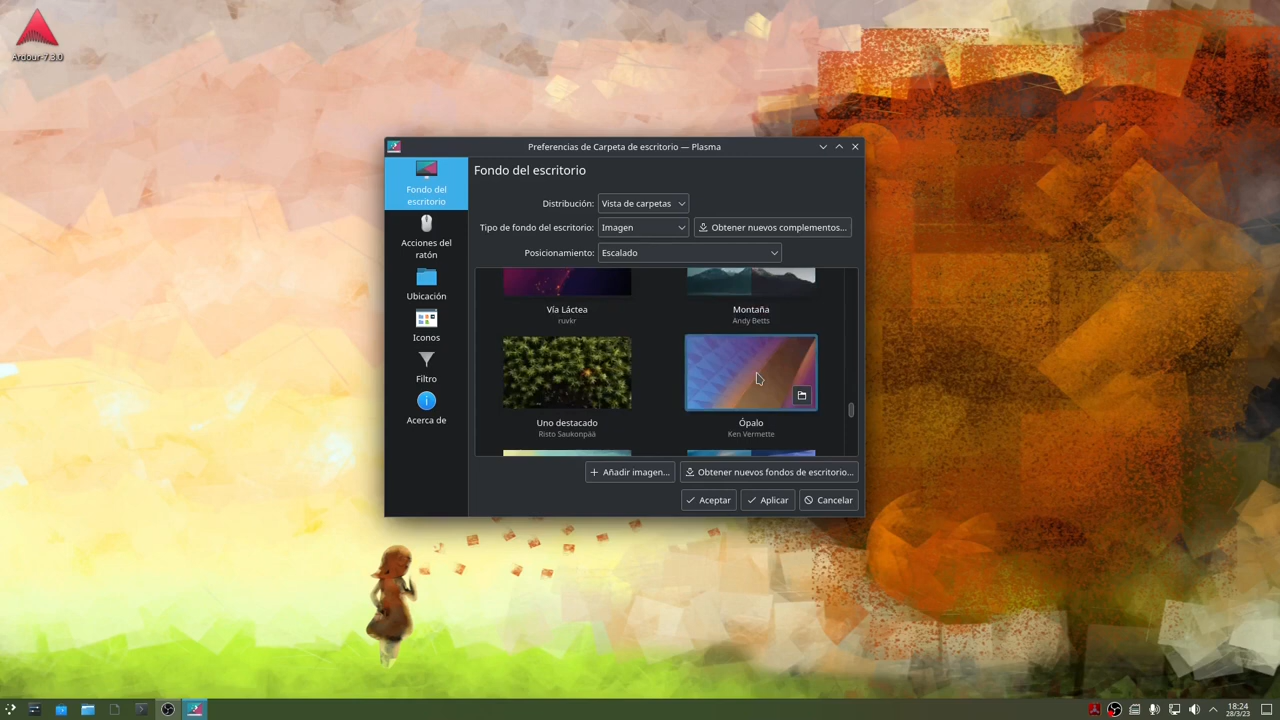 Ardour-7.3.0
Preferencias de Carpeta de escritorio — Plasma
Fondo del
escritorio
Acciones del
ratón
Ubicación
Iconos
Filtro
Acerca de
Fondo del escritorio
Distribución: Vista de carpetas
Tipo de fondo del escritorio: Imagen Obtener nuevos complementos...
Posicionamiento: Escalado
Vía Láctea
ruvkr
Montaña
Andy Betts
Uno destacado
Risto Saukonpää
Ópalo
Ken Vermette
Añadir imagen... Obtener nuevos fondos de escritorio...
Aceptar Aplicar Cancelar
18:24
28/3/23